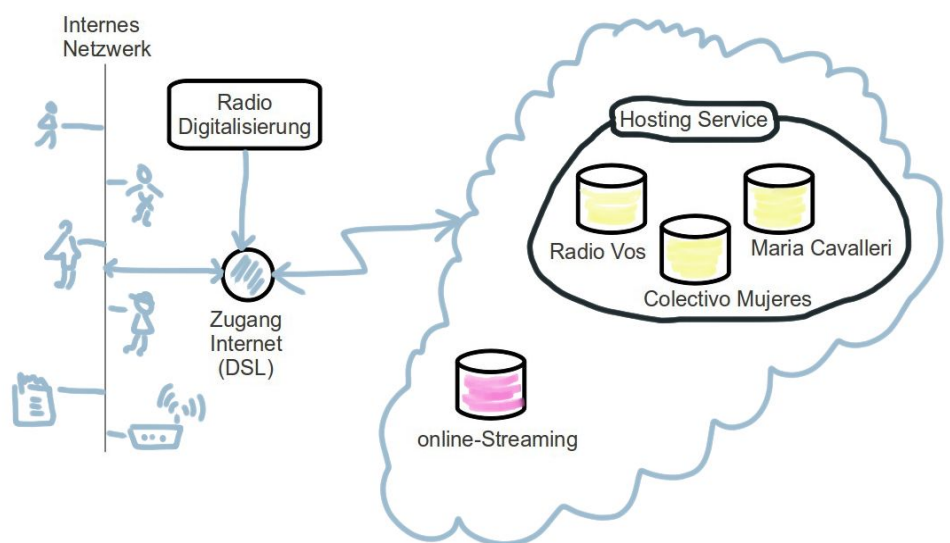 Internes
Netzwerk
Radio
Digitalisierung
Zugang
Internet
(DSL)
Hosting Service
Radio Vos
Maria Cavalleri
Colectivo Mujeres
online-Streaming